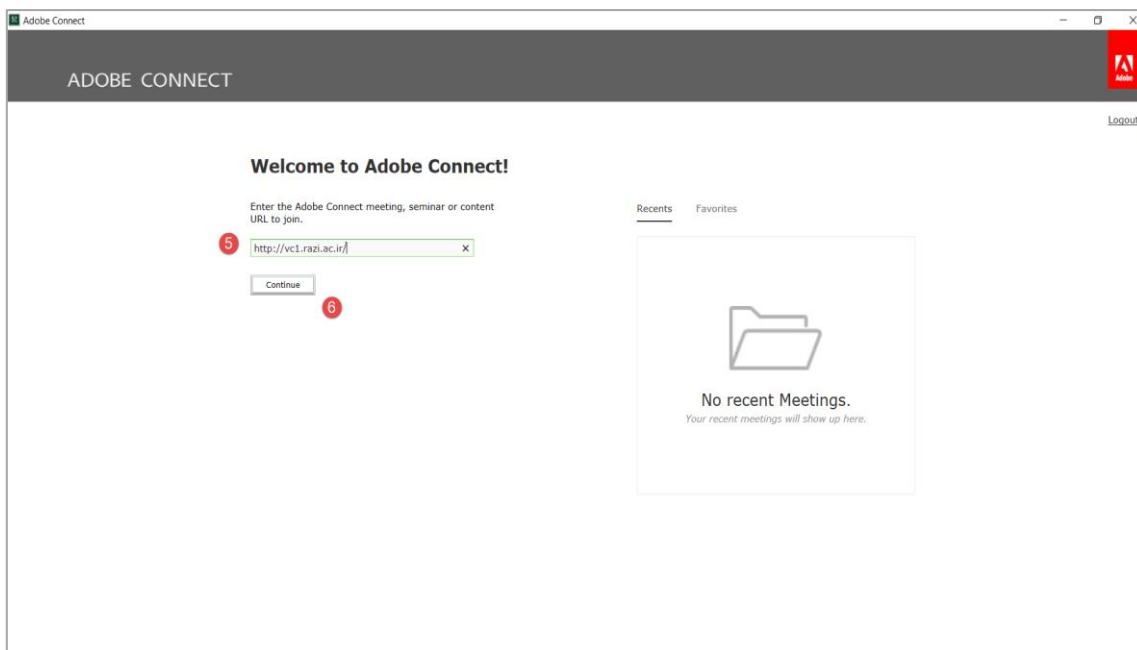 Adobe Connect
ADOBE CONNECT
Adobe
Logout
Welcome to Adobe Connect!
Enter the Adobe Connect meeting, seminar or content
URL to join.
5
http://vc1.razi.ac.ir/
Continue
6
Recents Favorites
No recent Meetings.
Your recent meetings will show up here.